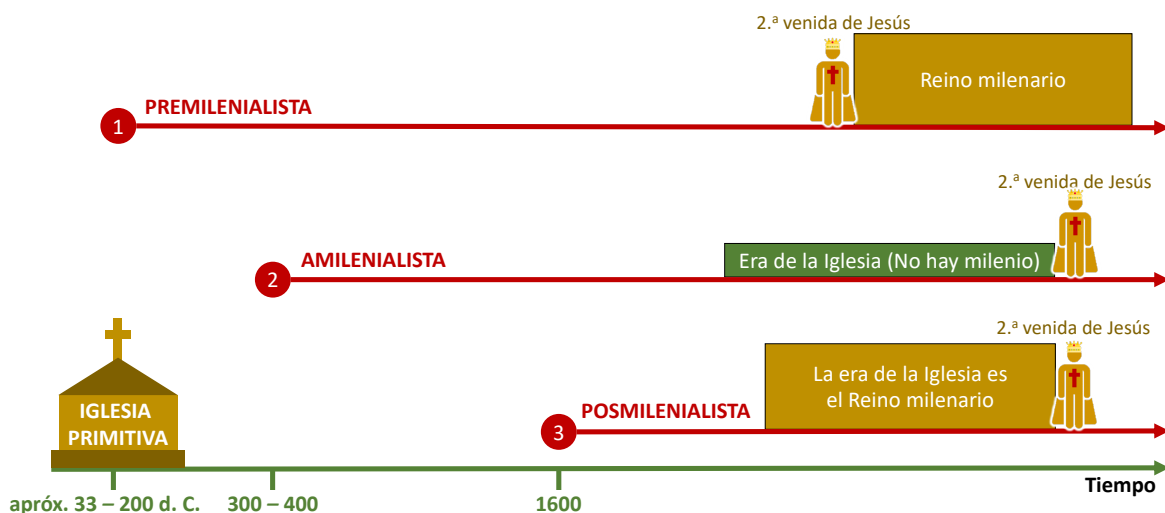 2.ª venida de Jesús
Reino milenario
PREMILENIALISTA
1
2.ª venida de Jesús
AMILENIALISTA
Era de la Iglesia (No hay milenio)
2
2.ª venida de Jesús
La era de la Iglesia es
el Reino milenario
POSMILENIALISTA
3
IGLESIA
PRIMITIVA
Tiempo
apróx. 33 – 200 d. C.
300 – 400
1600